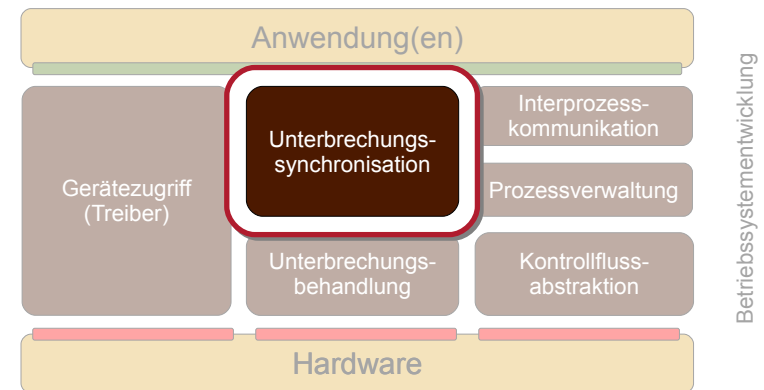 Anwendung(en)
Unterbrechungs-
synchronisation
Interprozess-
kommunikation
Gerätezugriff
(Treiber)
Prozessverwaltung
Unterbrechungs-
behandlung
Kontrollfluss-
abstraktion
Hardware
Betriebssystementwicklung